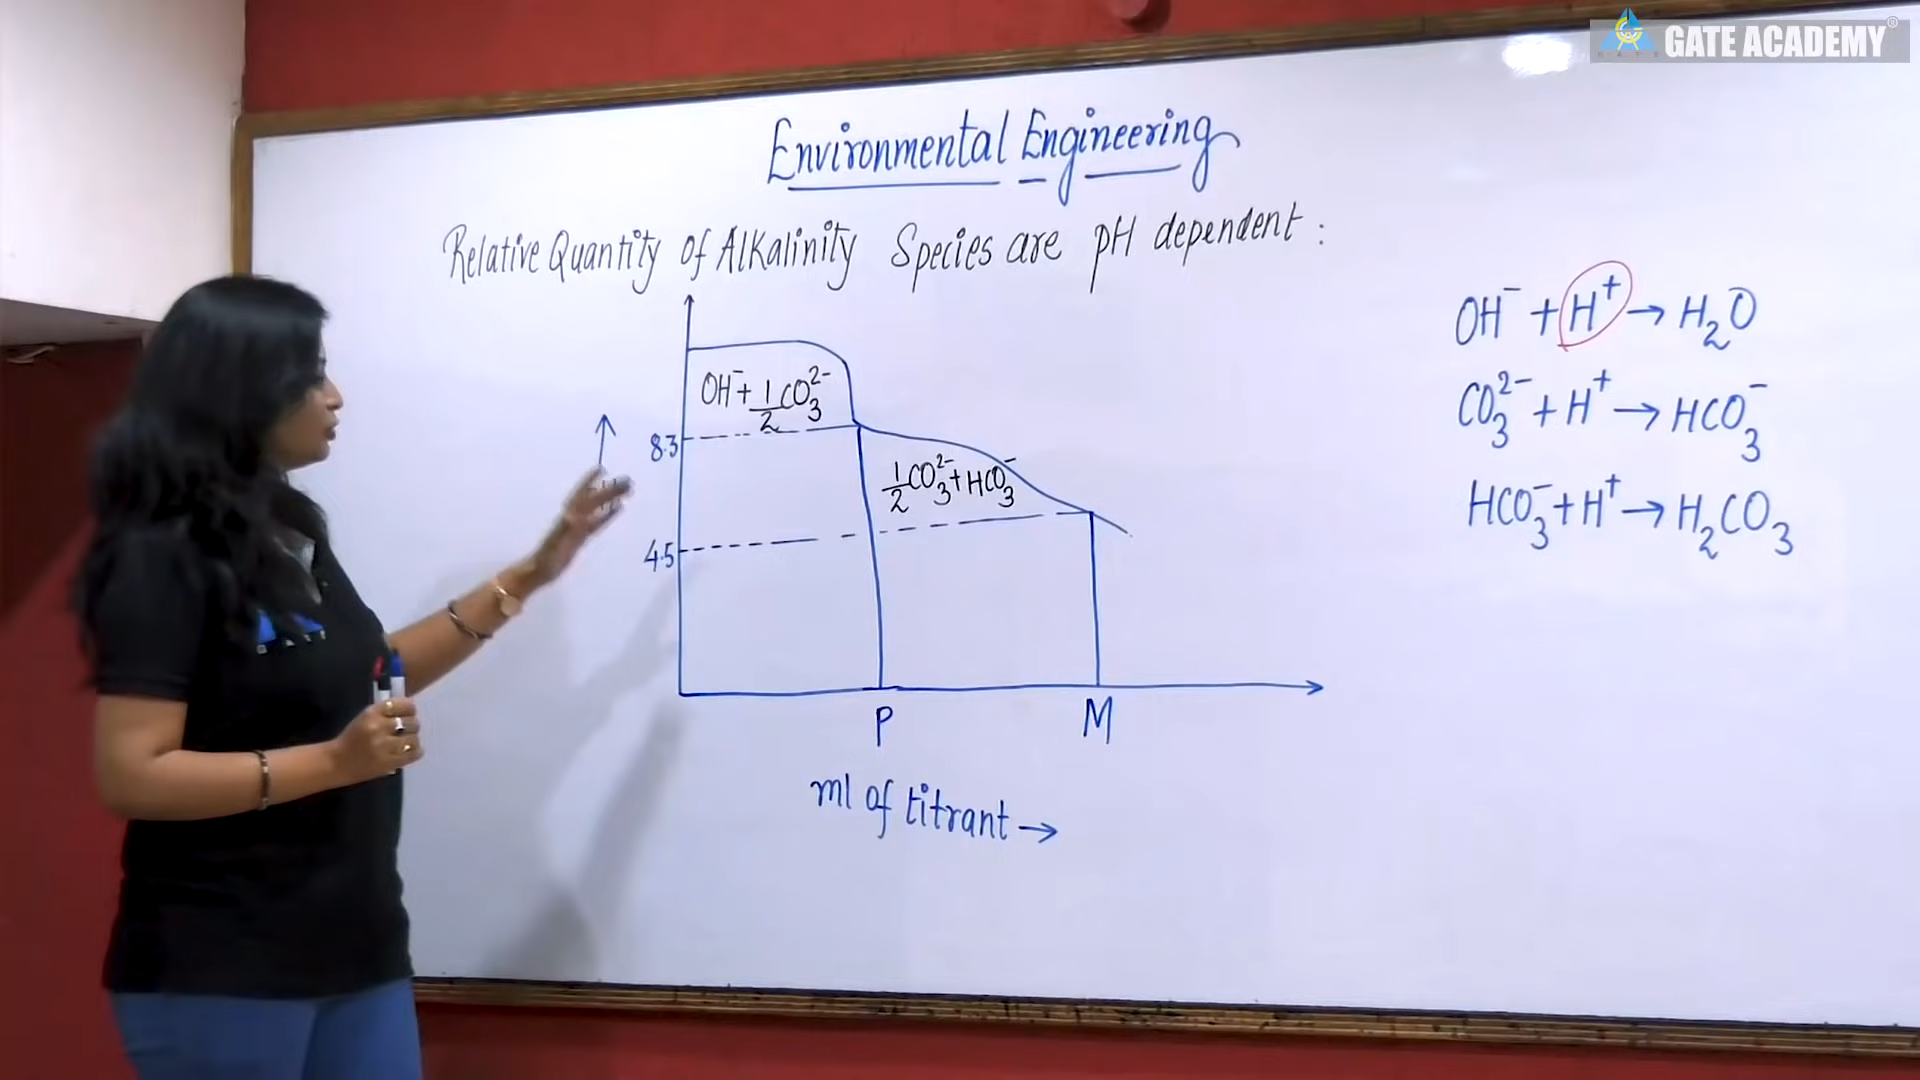 GATE ACADEMY®
Environmental Engineering
Relative Quantity of Alkalinity Species are pH dependent :
OH⁻ + H⁺ → H₂O
CO₃²⁻ + H⁺ → HCO₃⁻
HCO₃⁻ + H⁺ → H₂CO₃
OH⁻ + 1/2 CO₃²⁻
8.3
1/2 CO₃²⁻ + HCO₃⁻
4.5
P
M
ml of titrant →